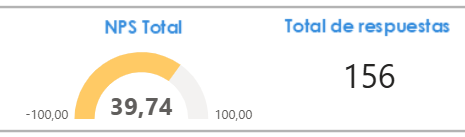 NPS Total
39,74
-100,00
100,00
Total de respuestas
156